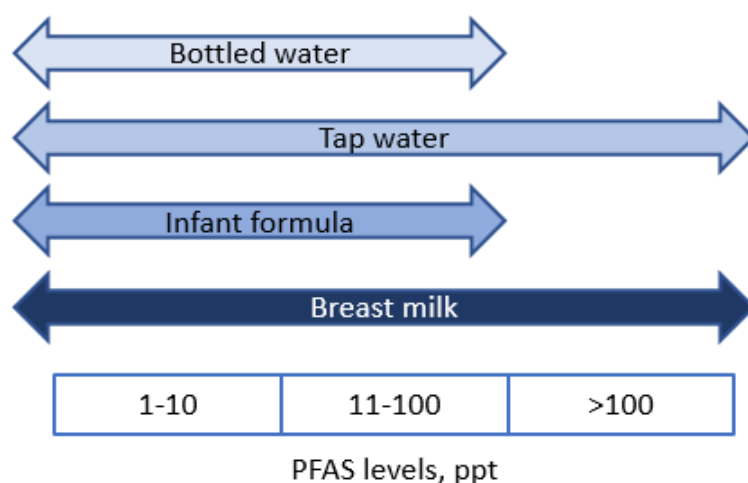 Bottled water
Tap water
Infant formula
Breast milk
1-10 11-100 >100
PFAS levels, ppt